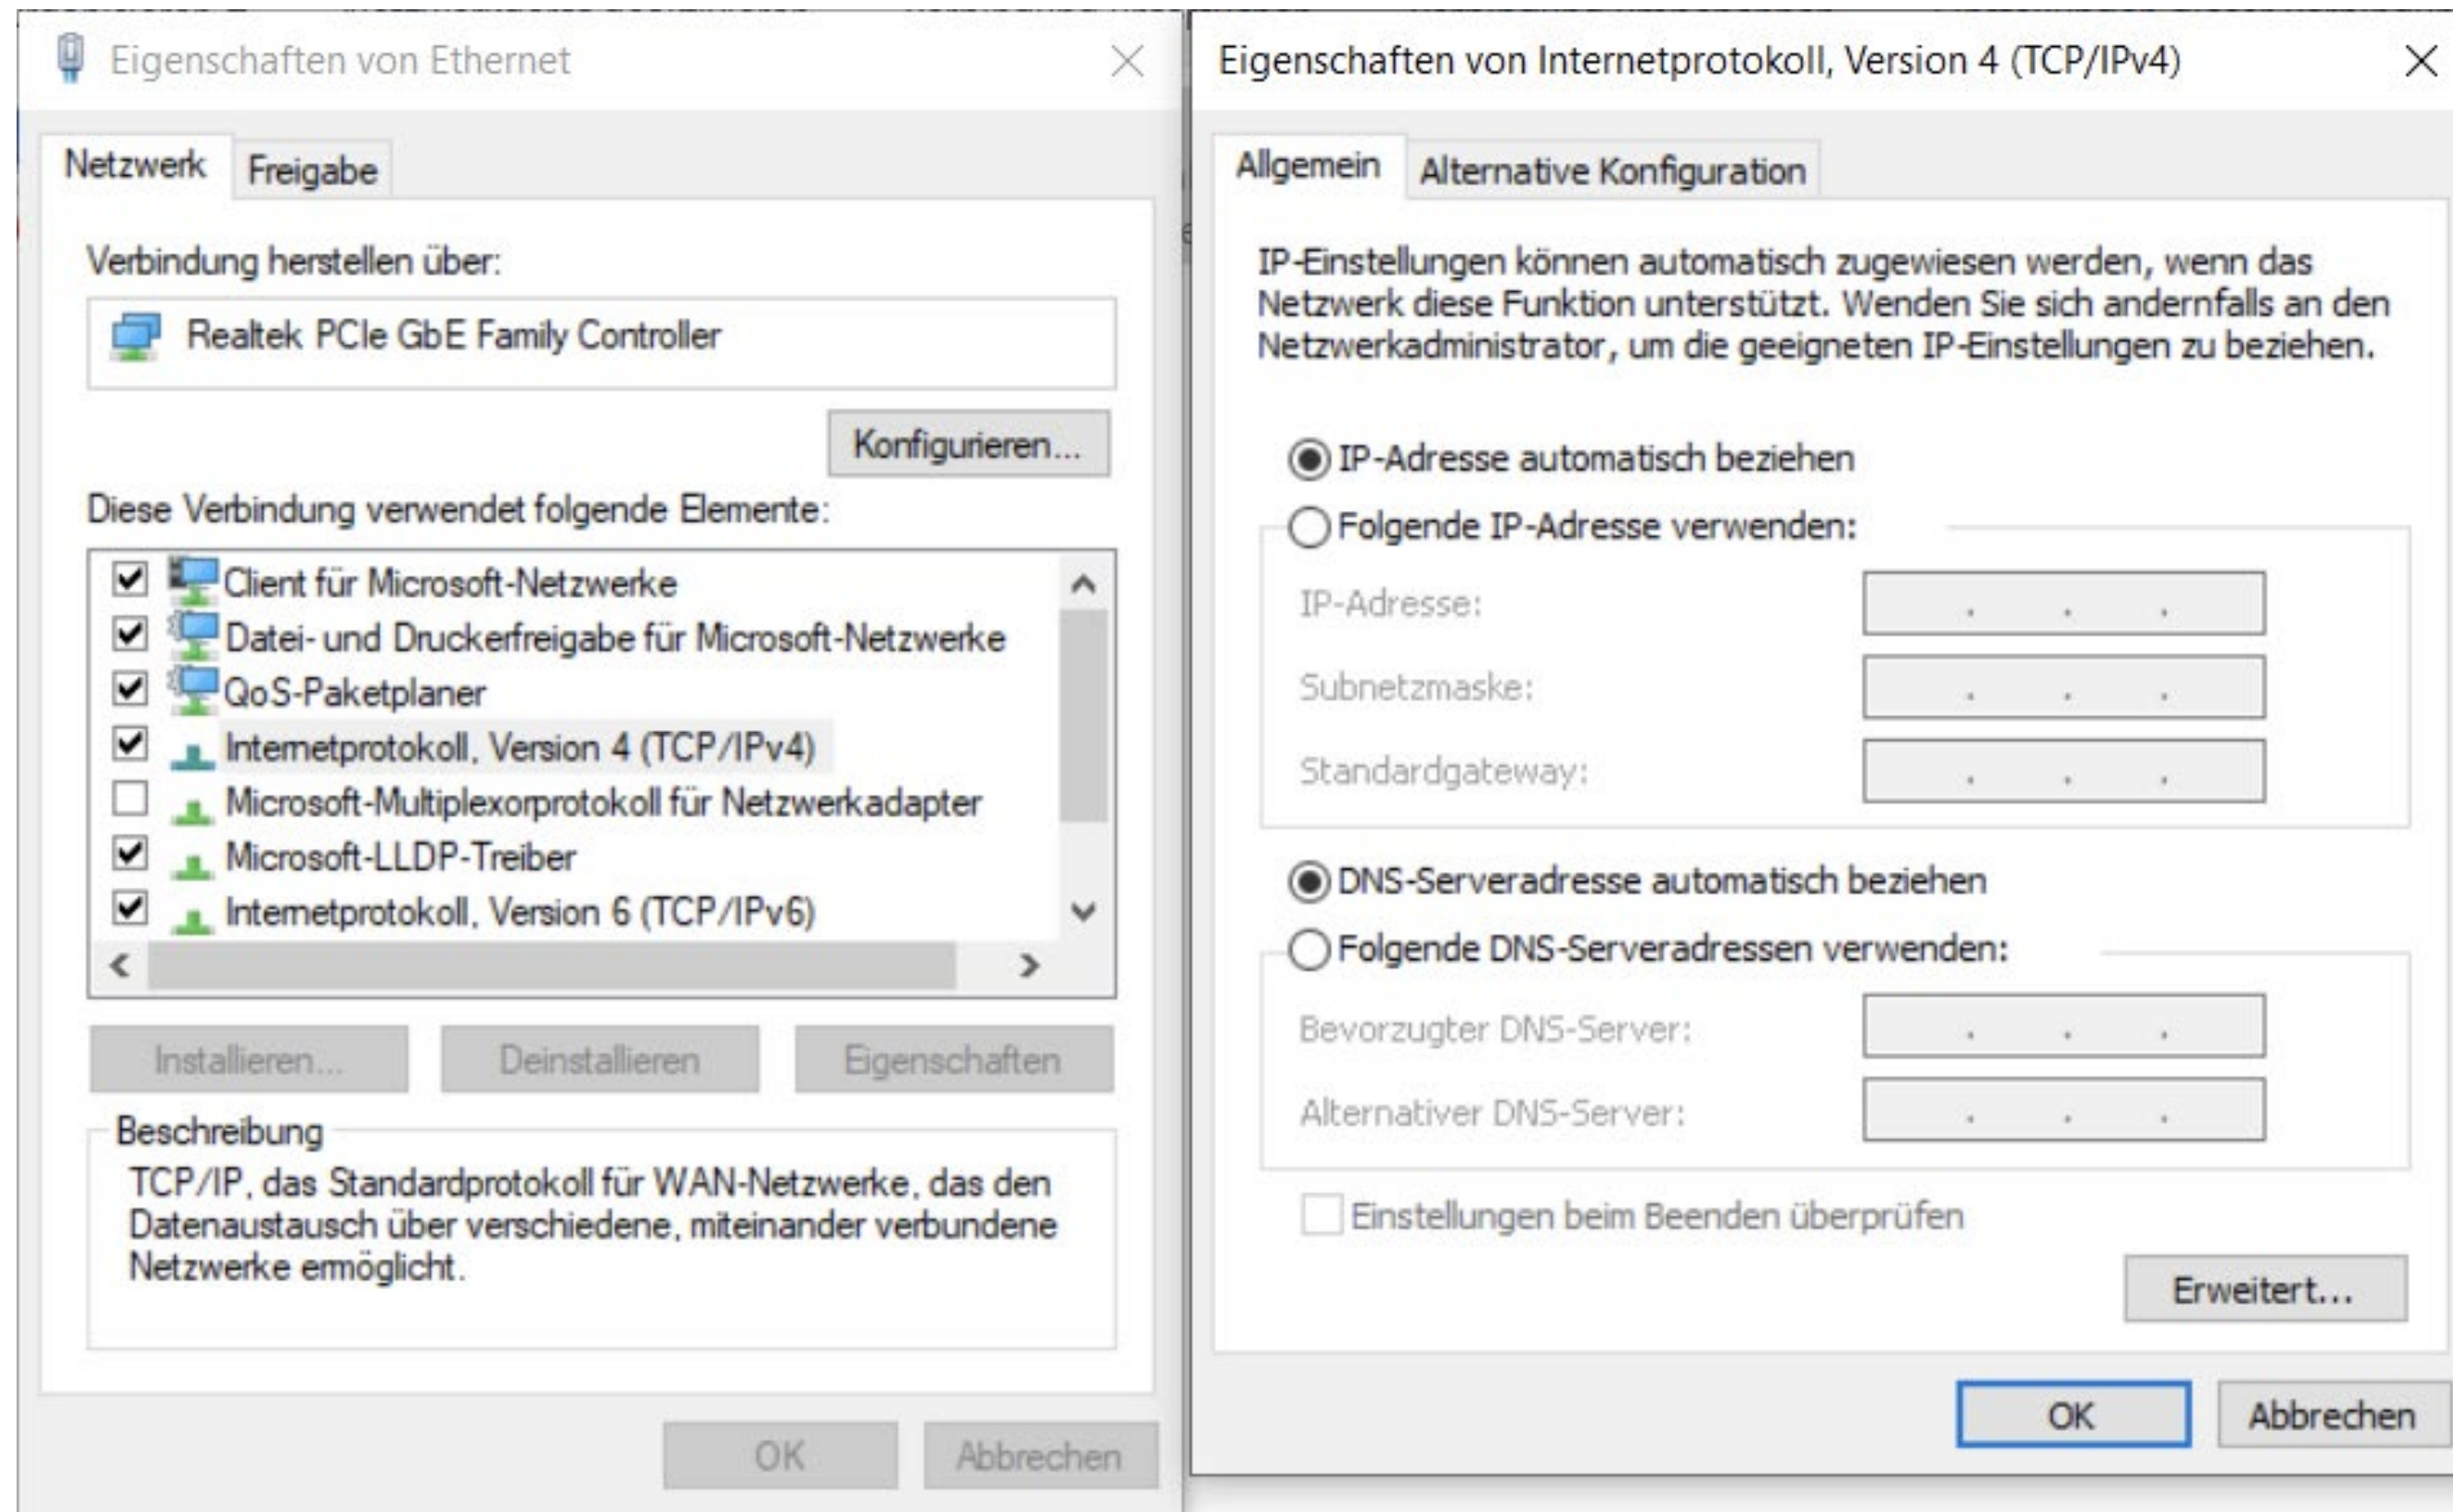 Eigenschaften von Ethernet
Netzwerk
Freigabe
Verbindung herstellen über:
Realtek PCIe GbE Family Controller
Konfigurieren...
Diese Verbindung verwendet folgende Elemente:
Client für Microsoft-Netzwerke
Datei- und Druckerfreigabe für Microsoft-Netzwerke
QoS-Paketplaner
Internetprotokoll, Version 4 (TCP/IPv4)
Microsoft-Multiplexorprotokoll für Netzwerkadapter
Microsoft-LLDP-Treiber
Internetprotokoll, Version 6 (TCP/IPv6)
Installieren...
Deinstallieren
Eigenschaften
Beschreibung
TCP/IP, das Standardprotokoll für WAN-Netzwerke, das den
Datenaustausch über verschiedene, miteinander verbundene
Netzwerke ermöglicht.
OK
Abbrechen
Eigenschaften von Internetprotokoll, Version 4 (TCP/IPv4)
Allgemein
Alternative Konfiguration
IP-Einstellungen können automatisch zugewiesen werden, wenn das
Netzwerk diese Funktion unterstützt. Wenden Sie sich andernfalls an den
Netzwerkadministrator, um die geeigneten IP-Einstellungen zu beziehen.
IP-Adresse automatisch beziehen
Folgende IP-Adresse verwenden:
IP-Adresse:
Subnetzmaske:
Standardgateway:
DNS-Serveradresse automatisch beziehen
Folgende DNS-Serveradressen verwenden:
Bevorzugter DNS-Server:
Alternativer DNS-Server:
Einstellungen beim Beenden überprüfen
Erweitert...
OK
Abbrechen